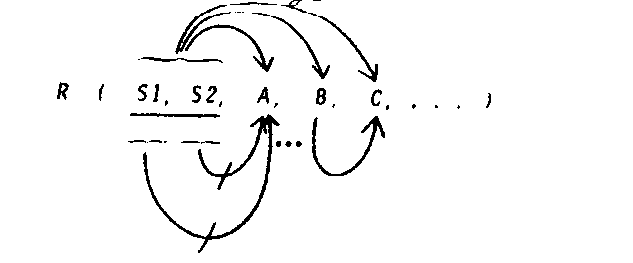 R ( S1, S2, A, B, C, . . . )
...